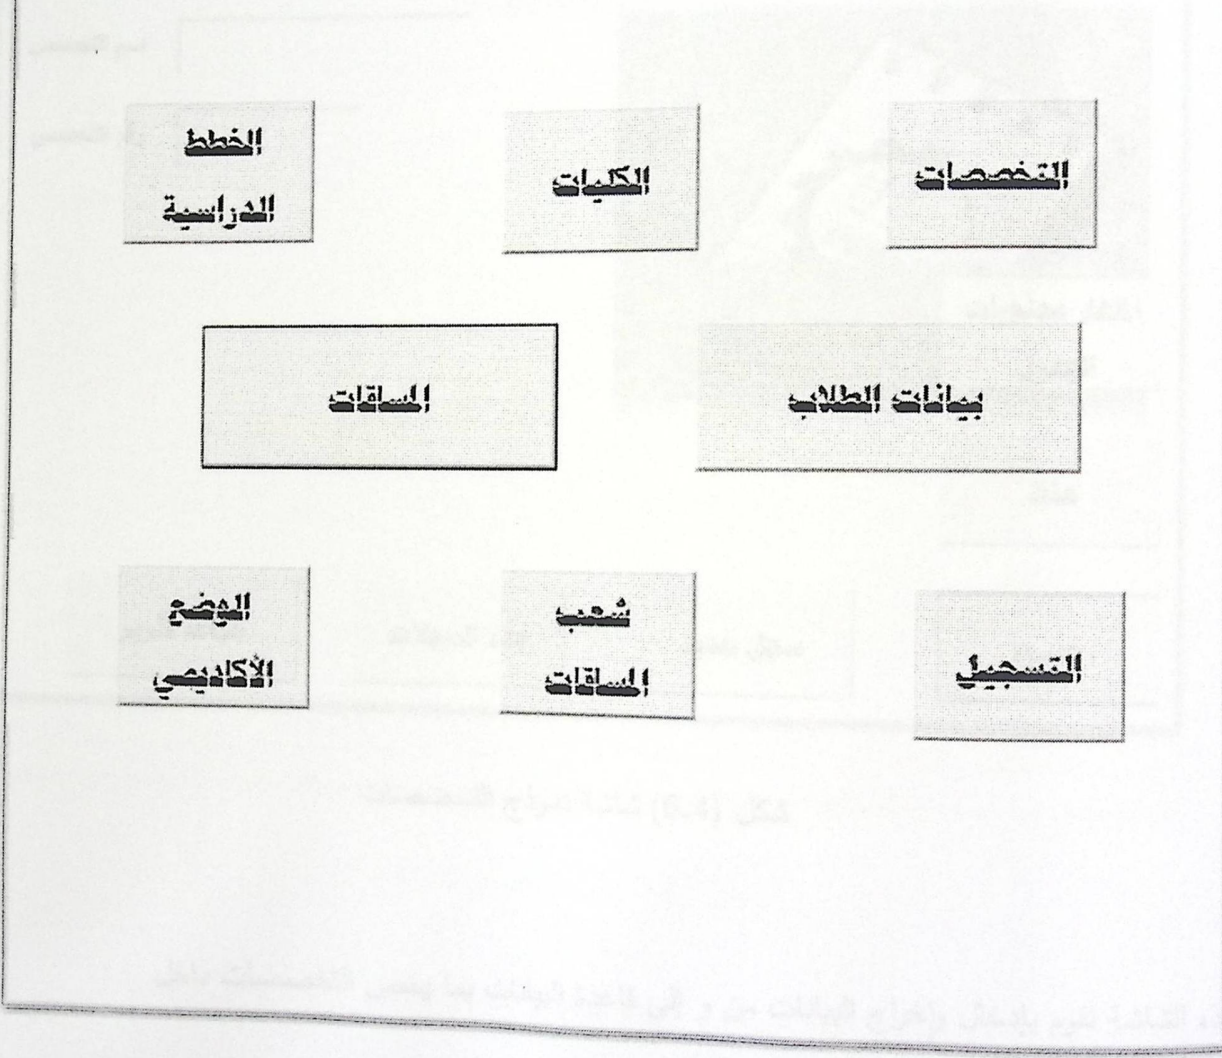 التخصصات
الكليات
الخطط
الدراسية
بيانات الطلاب
المساقات
التسجيل
شعب
المساقات
الوضع
الأكاديمي